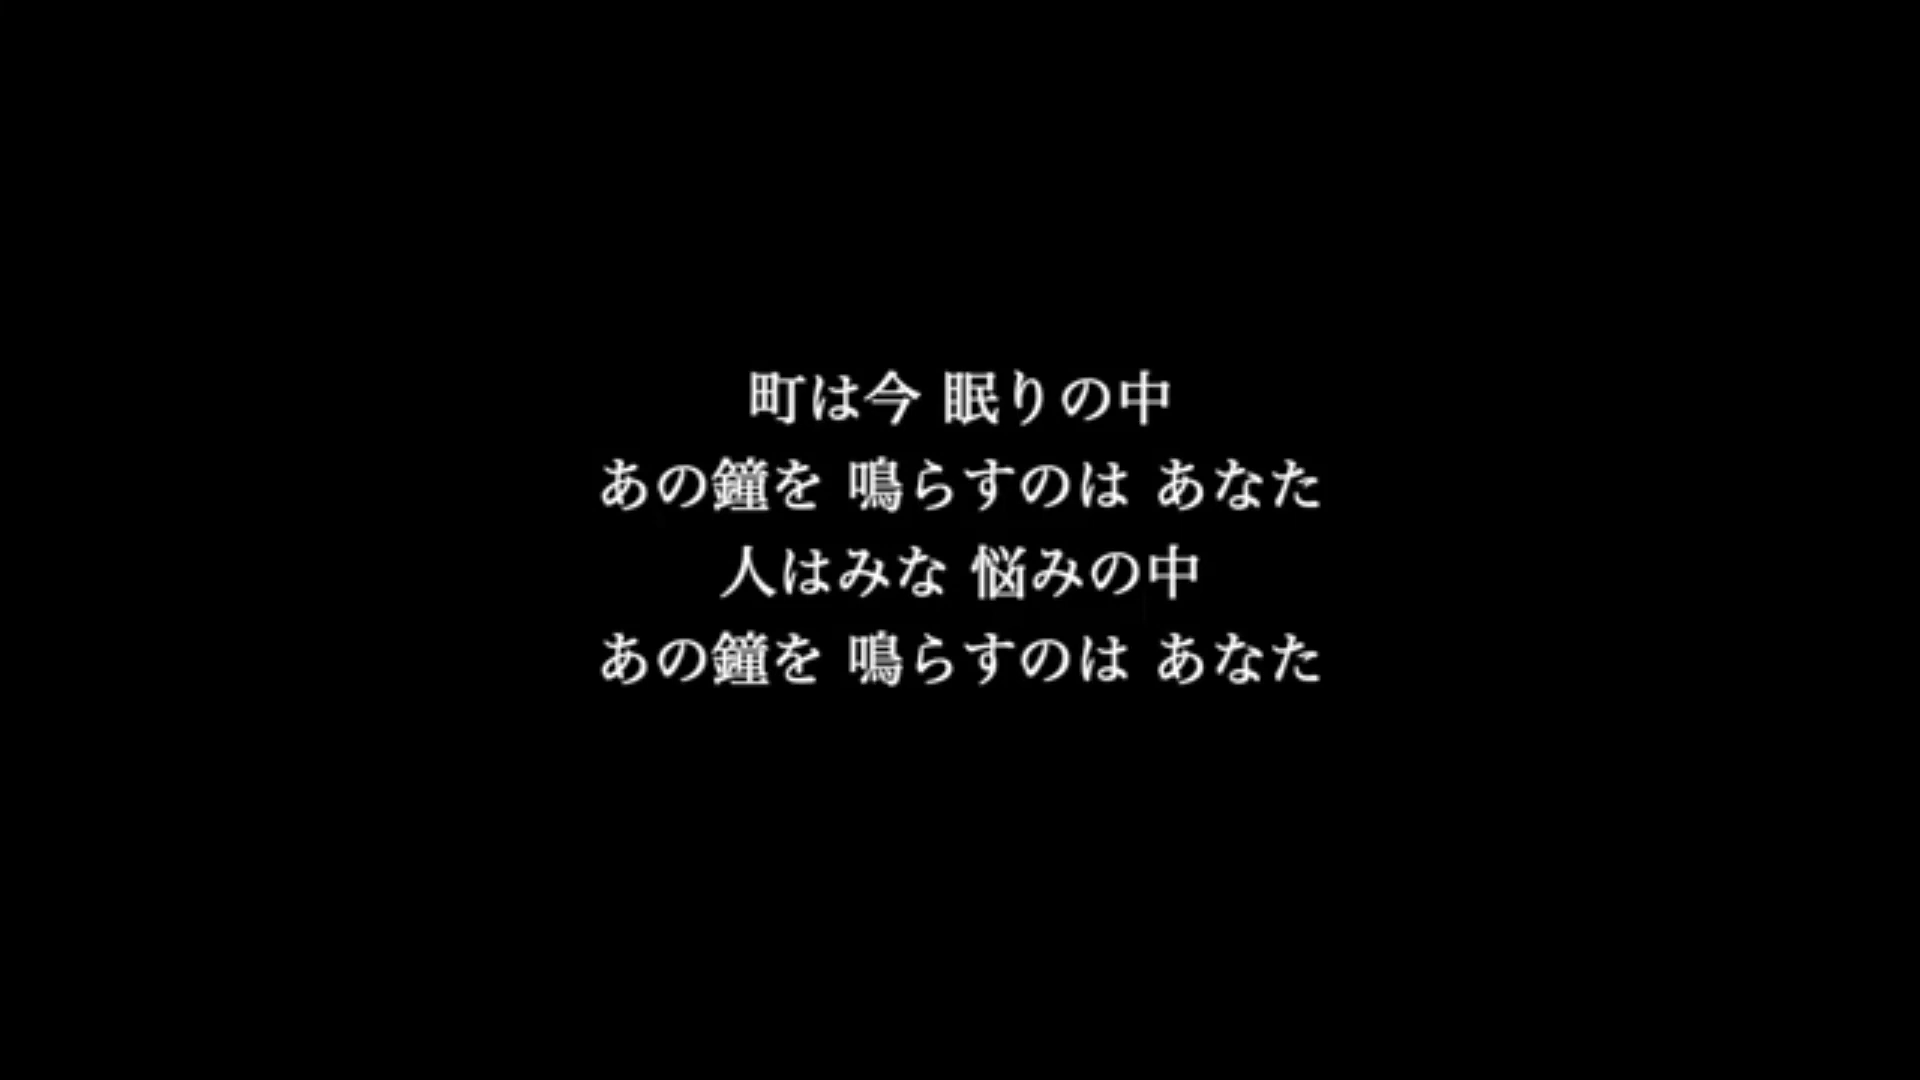 町は今 眠りの中
あの鐘を 鳴らすのは あなた
人はみな 悩みの中
あの鐘を 鳴らすのは あなた